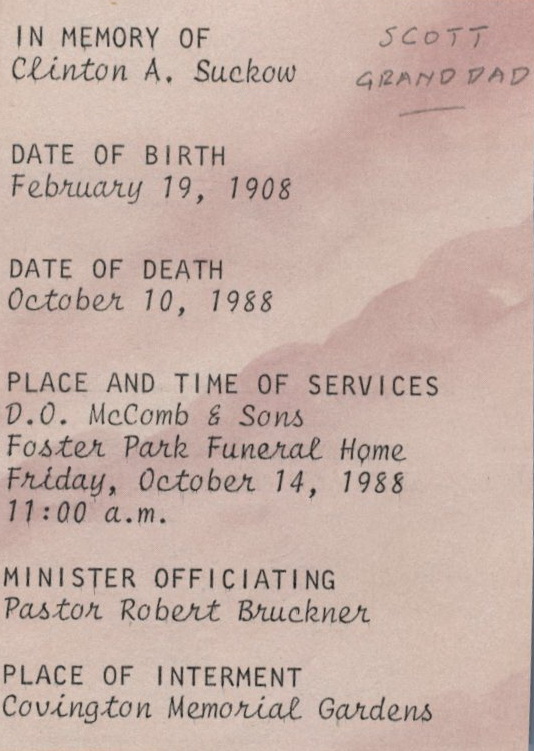 IN MEMORY OF
Clinton A. Suckow
SCOTT
GRANDDAD
DATE OF BIRTH
February 19, 1908
DATE OF DEATH
October 10, 1988
PLACE AND TIME OF SERVICES
D.O. McComb & Sons
Foster Park Funeral Home
Friday, October 14, 1988
11:00 a.m.
MINISTER OFFICIATING
Pastor Robert Bruckner
PLACE OF INTERMENT
Covington Memorial Gardens